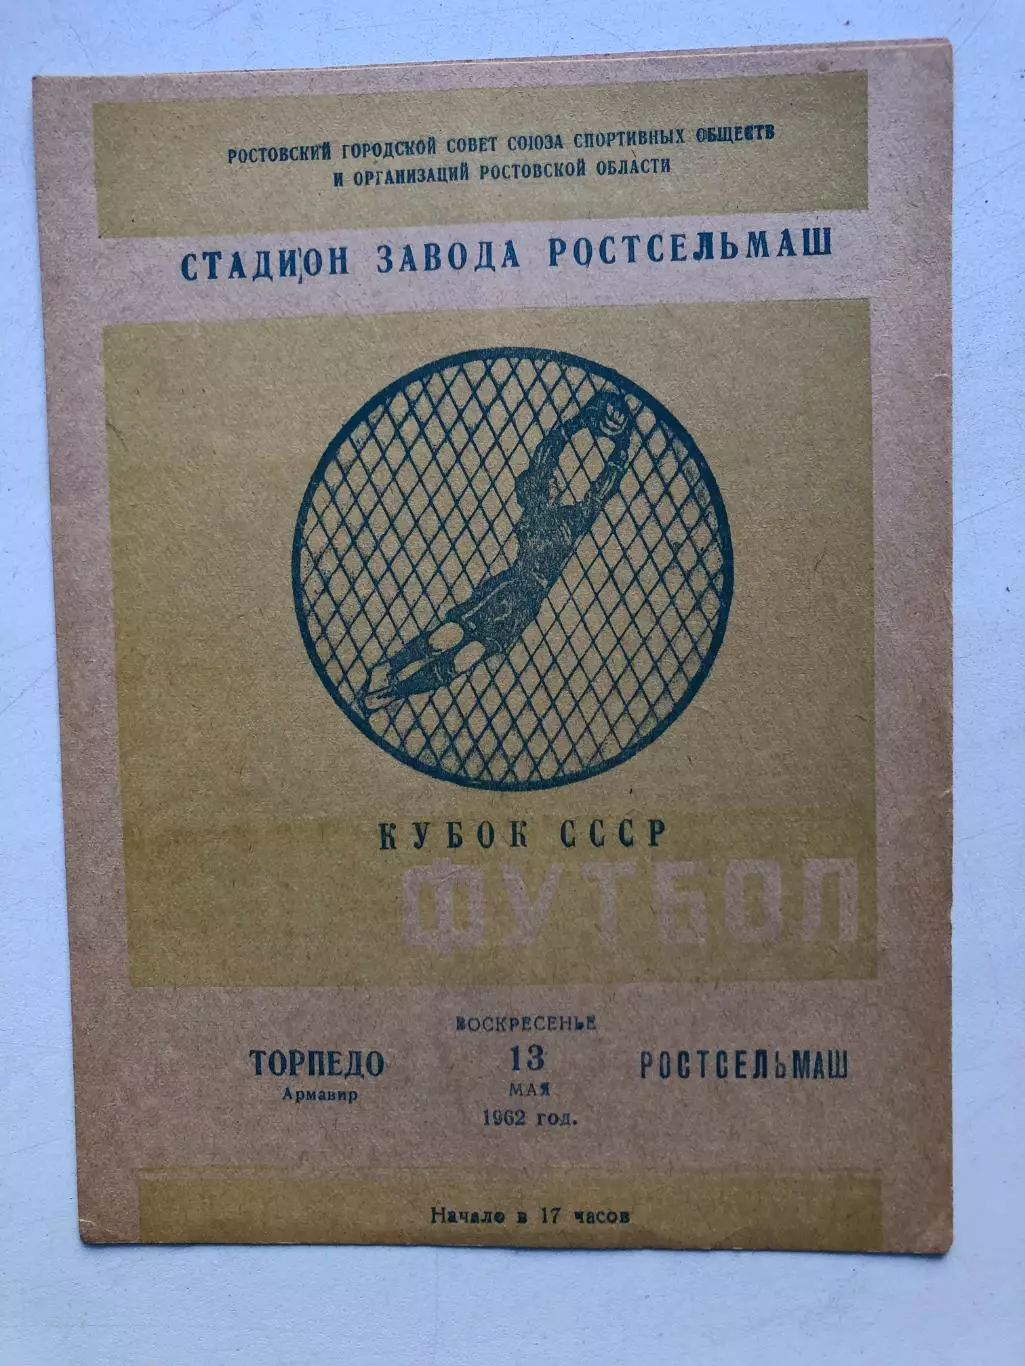 РОСТОВСКИЙ ГОРОДСКОЙ СОВЕТ СОЮЗА СПОРТИВНЫХ ОБЩЕСТВ
И ОРГАНИЗАЦИЙ РОСТОВСКОЙ ОБЛАСТИ
СТАДИОН ЗАВОДА РОСТСЕЛЬМАШ
КУБОК СССР
ФУТБОЛ
ВОСКРЕСЕНЬЕ
ТОРПЕДО 13 РОСТСЕЛЬМАШ
Армавир МАЯ
1962 год.
Начало в 17 часов